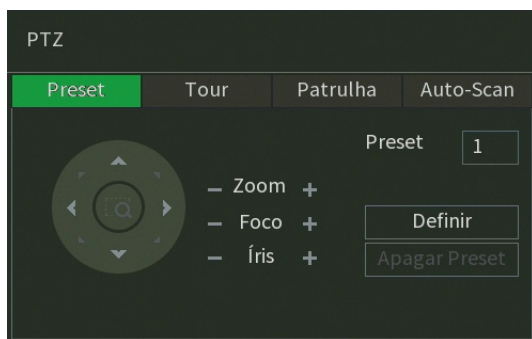 PTZ
Preset Tour Patrulha Auto-Scan
Preset 1
− Zoom +
− Foco + Definir
− Íris + Apagar Preset